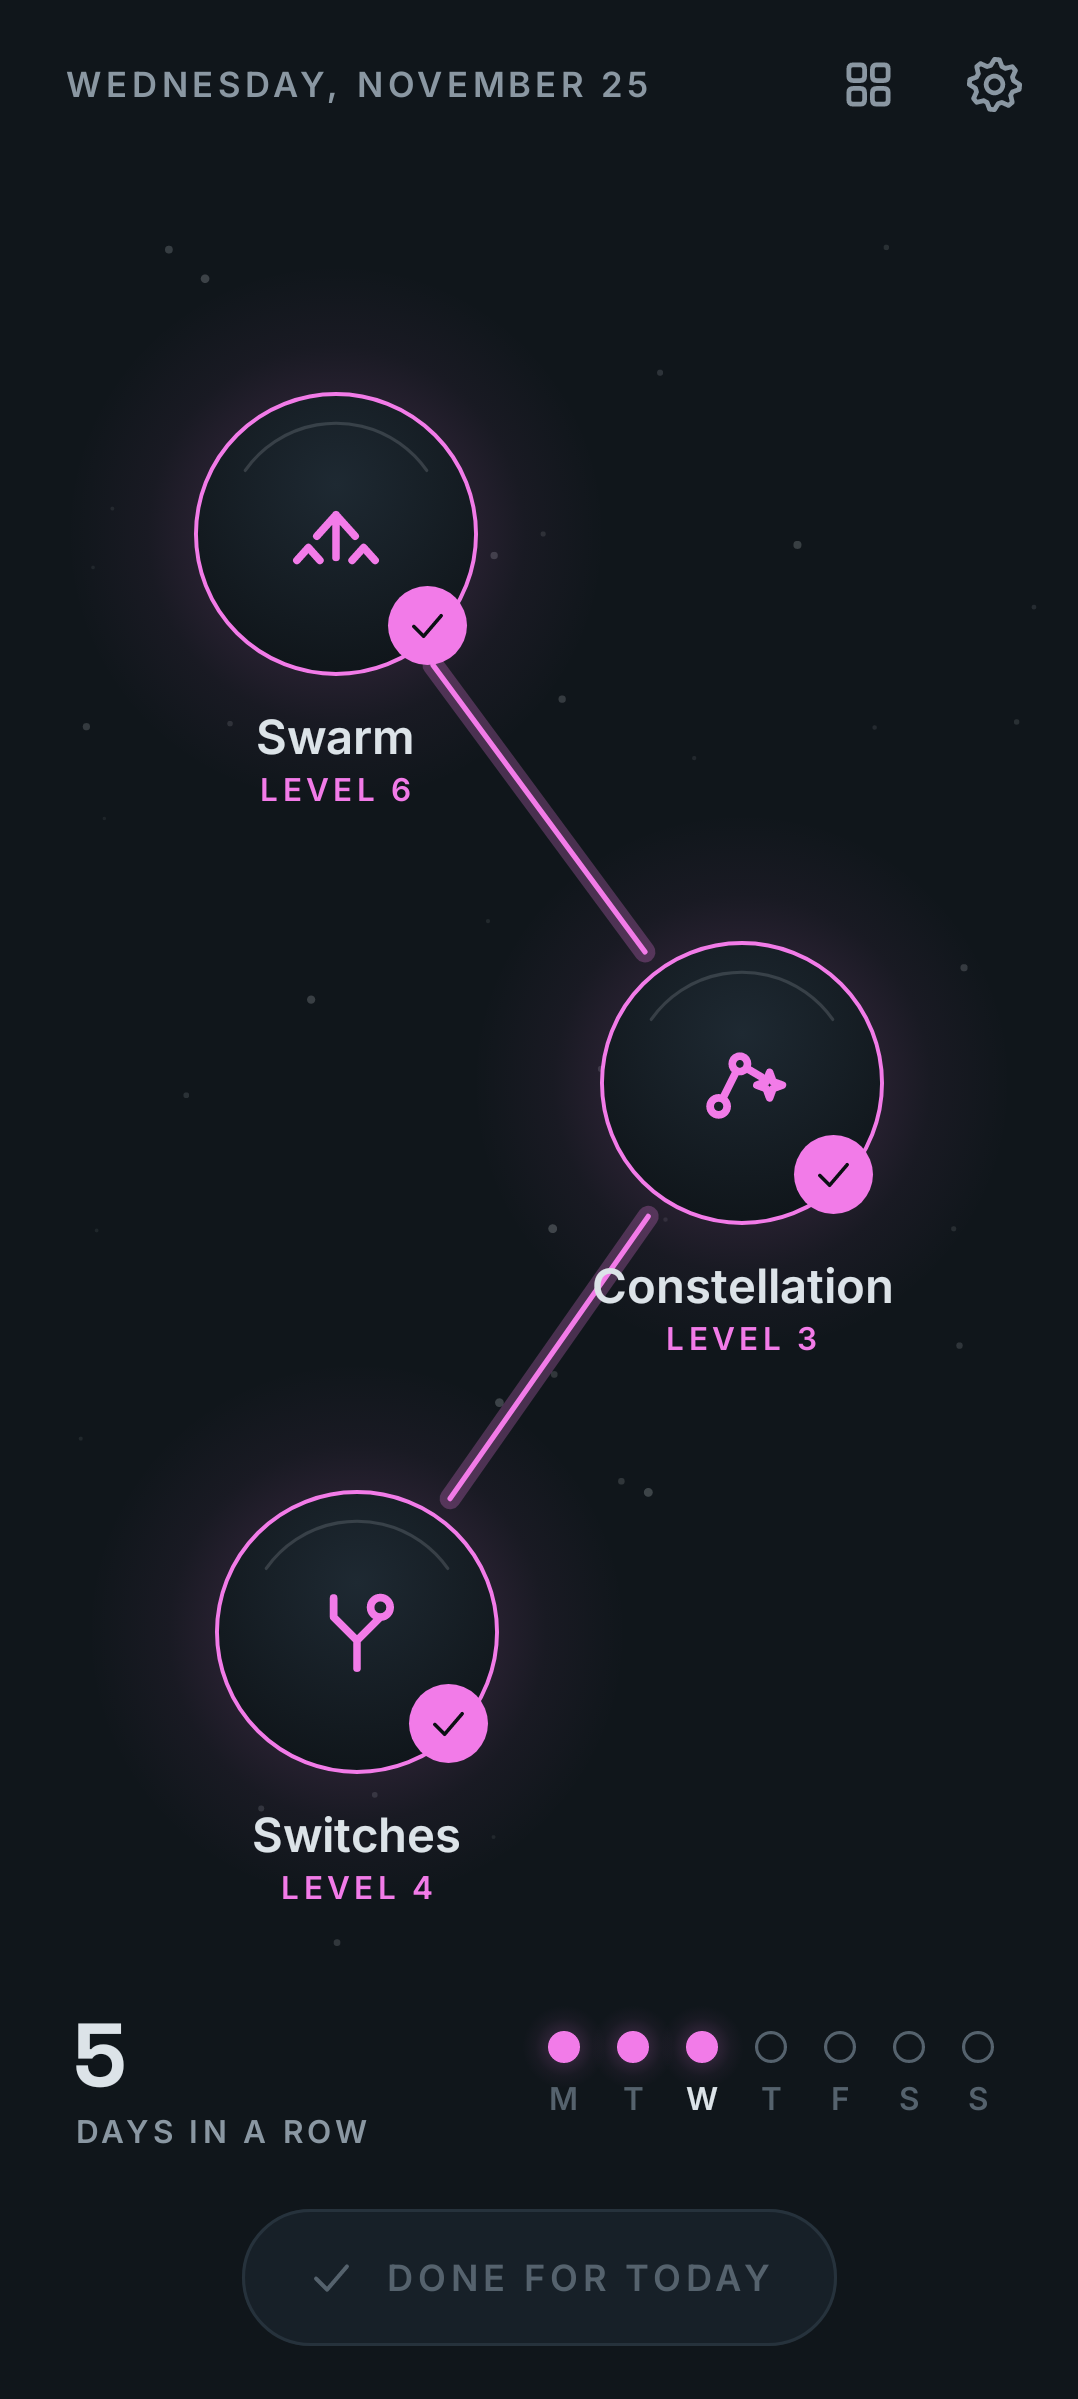 WEDNESDAY, NOVEMBER 25
Swarm
LEVEL 6
Constellation
LEVEL 3
Switches
LEVEL 4
5
DAYS IN A ROW
M T W T F S S
DONE FOR TODAY